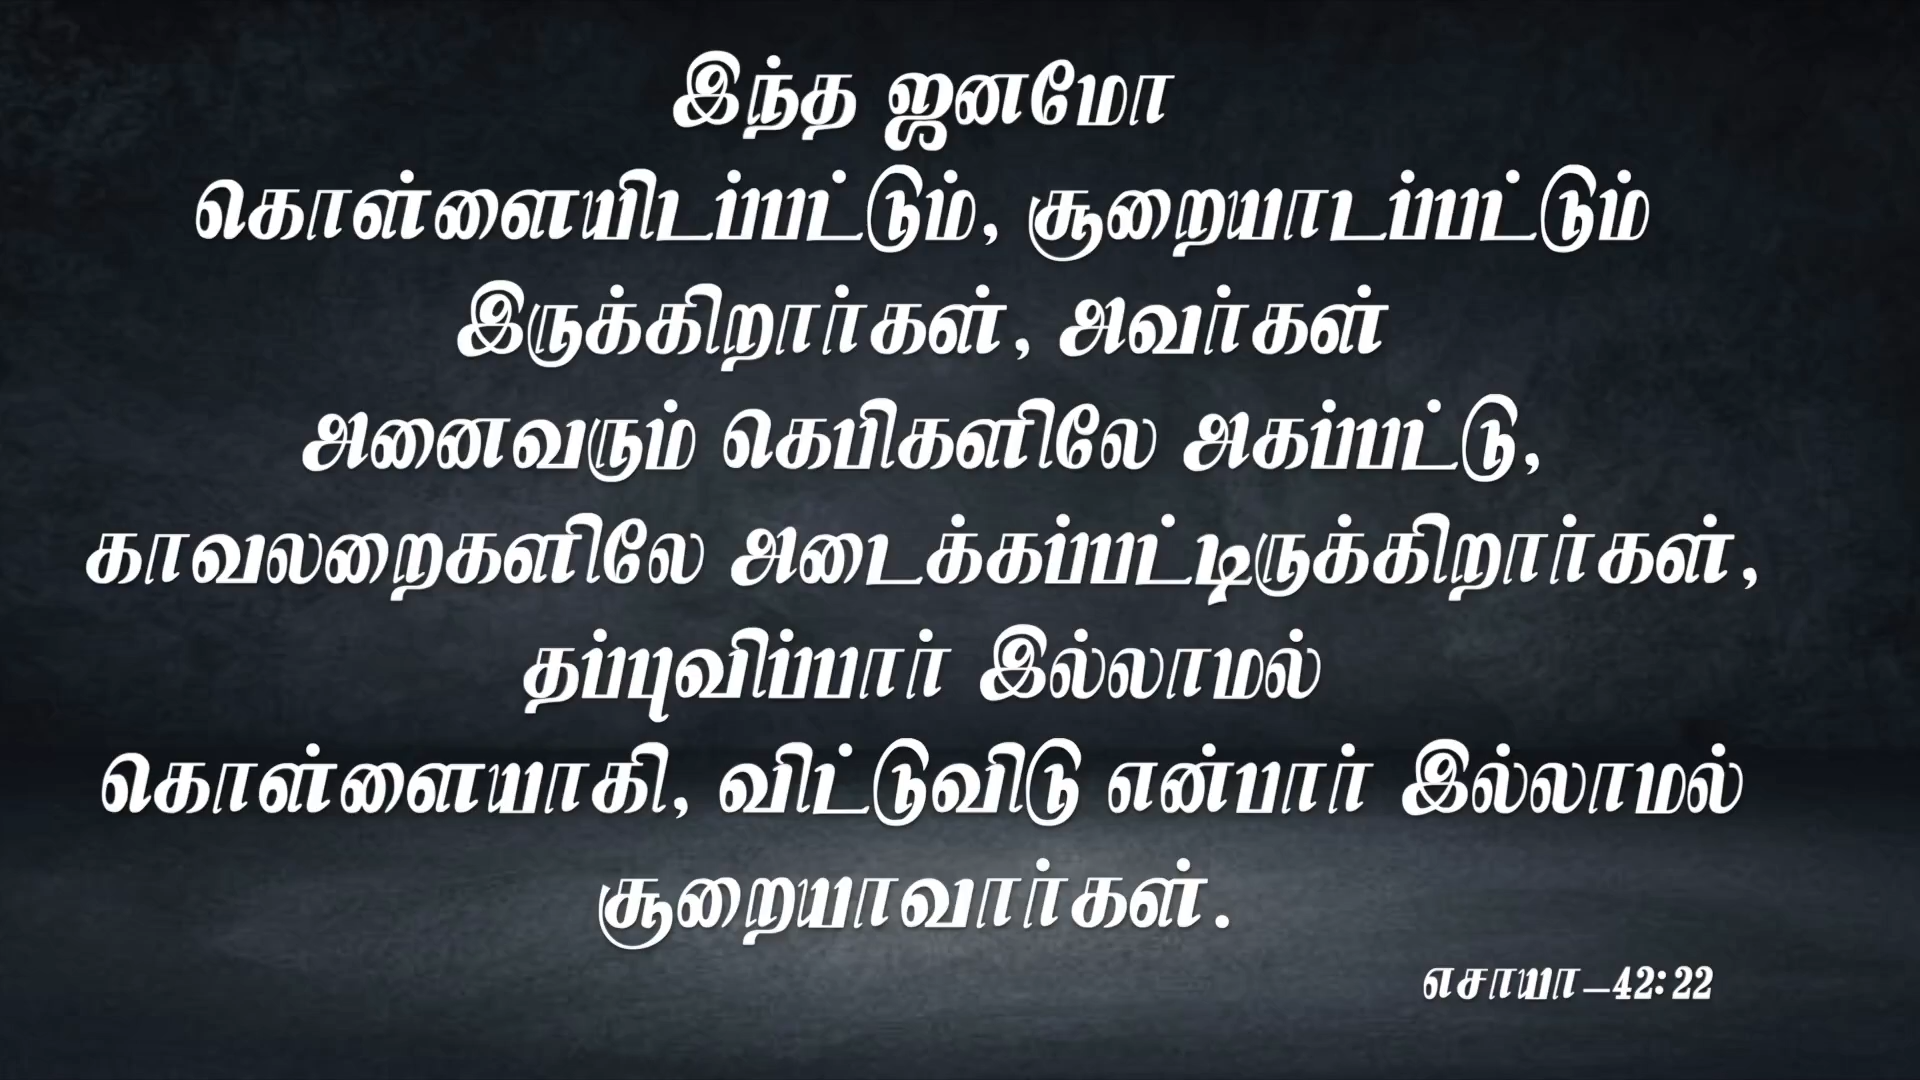 இந்த ஜனமோ
கொள்ளையிடப்பட்டும், சூறையாடப்பட்டும்
இருக்கிறார்கள், அவர்கள்
அனைவரும் கெபிகளிலே அகப்பட்டு,
காவலறைகளிலே அடைக்கப்பட்டிருக்கிறார்கள்,
தப்புவிப்பார் இல்லாமல்
கொள்ளையாகி, விட்டுவிடு என்பார் இல்லாமல்
சூறையாவார்கள்.
எசாயா–42:22